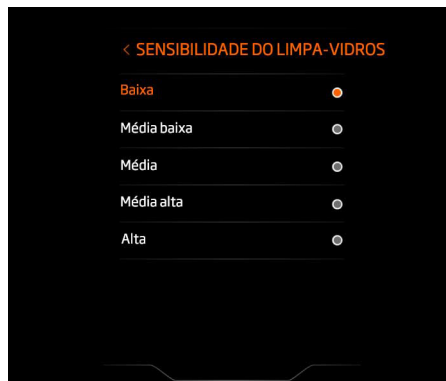 < SENSIBILIDADE DO LIMPA-VIDROS
Baixa
Média baixa
Média
Média alta
Alta